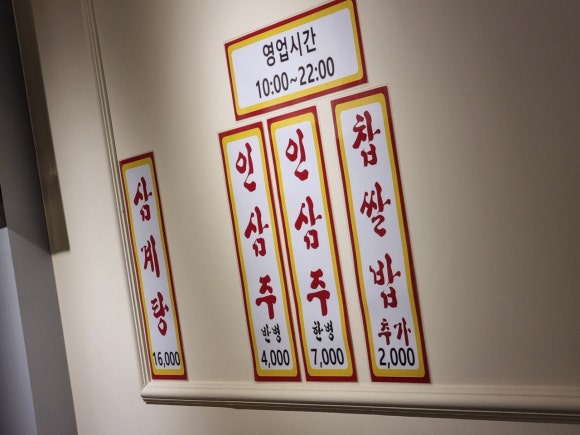 영업시간
10:00~22:00
삼계탕
16,000
인삼주
반병
4,000
인삼주
한병
7,000
찹쌀밥
추가
2,000